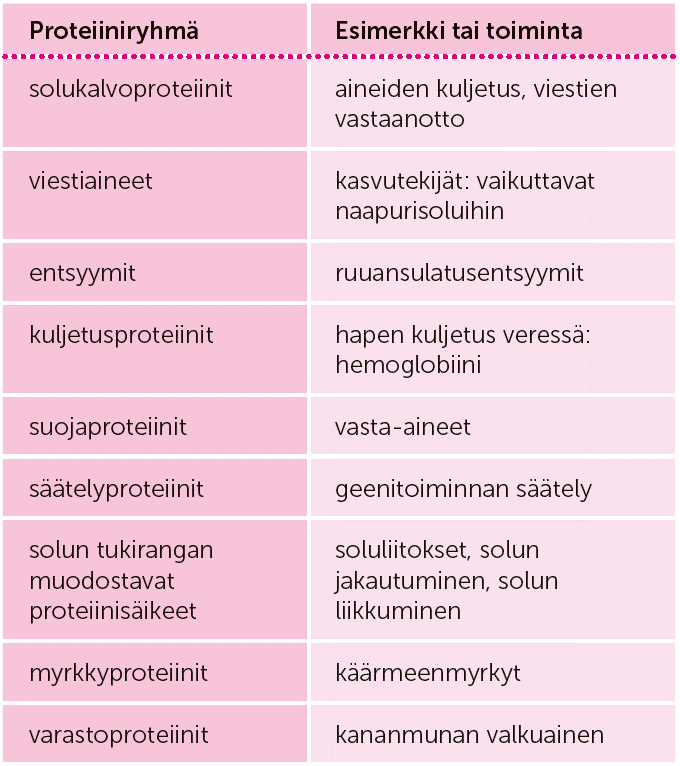 Proteiiniryhmä
Esimerkki tai toiminta
solukalvoproteiinit
aineiden kuljetus, viestien
vastaanotto
viestiaineet
kasvutekijät: vaikuttavat
naapurisoluihin
entsyymit
ruuansulatusentsyymit
kuljetusproteiinit
hapen kuljetus veressä:
hemoglobiini
suojaproteiinit
vasta-aineet
säätelyproteiinit
geenitoiminnan säätely
solun tukirangan
muodostavat
proteiinisäikeet
soluliitokset, solun
jakautuminen, solun
liikkuminen
myrkkyproteiinit
käärmeenmyrkyt
varastoproteiinit
kananmunan valkuainen